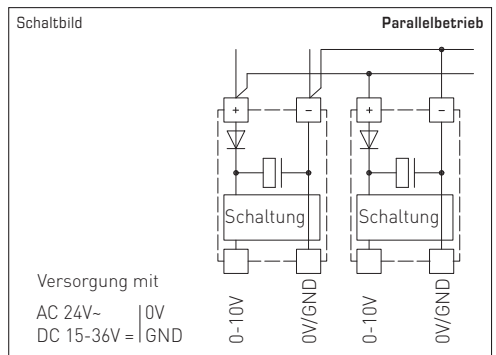 Schaltbild
Parallelbetrieb
+
−
+
−
Schaltung
Schaltung
Versorgung mit
AC 24V~ | 0V
DC 15-36V = | GND
0-10V
0V/GND
0-10V
0V/GND